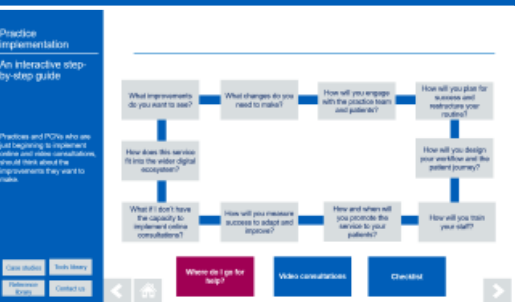 Practice
implementation
An interactive step-
by-step guide
Practices and PCNs who are
just beginning to implement
online and video consultations,
should think about the
improvements they want to
make.
Case studies
Tools library
Reference
library
Contact us
What improvements
do you want to see?
What changes do you
need to make?
How will you engage
with the practice team
and patients?
How will you plan for
success and
restructure your
routine?
How does this service
fit into the wider digital
ecosystem?
How will you design
your workflow and the
patient journey?
What if I don't have
the capacity to
implement online
consultations?
How will you measure
success to adapt and
improve?
How and when will
you promote the
service to your
patients?
How will you train
your staff?
Where do I go for
help?
Video consultations
Checklist